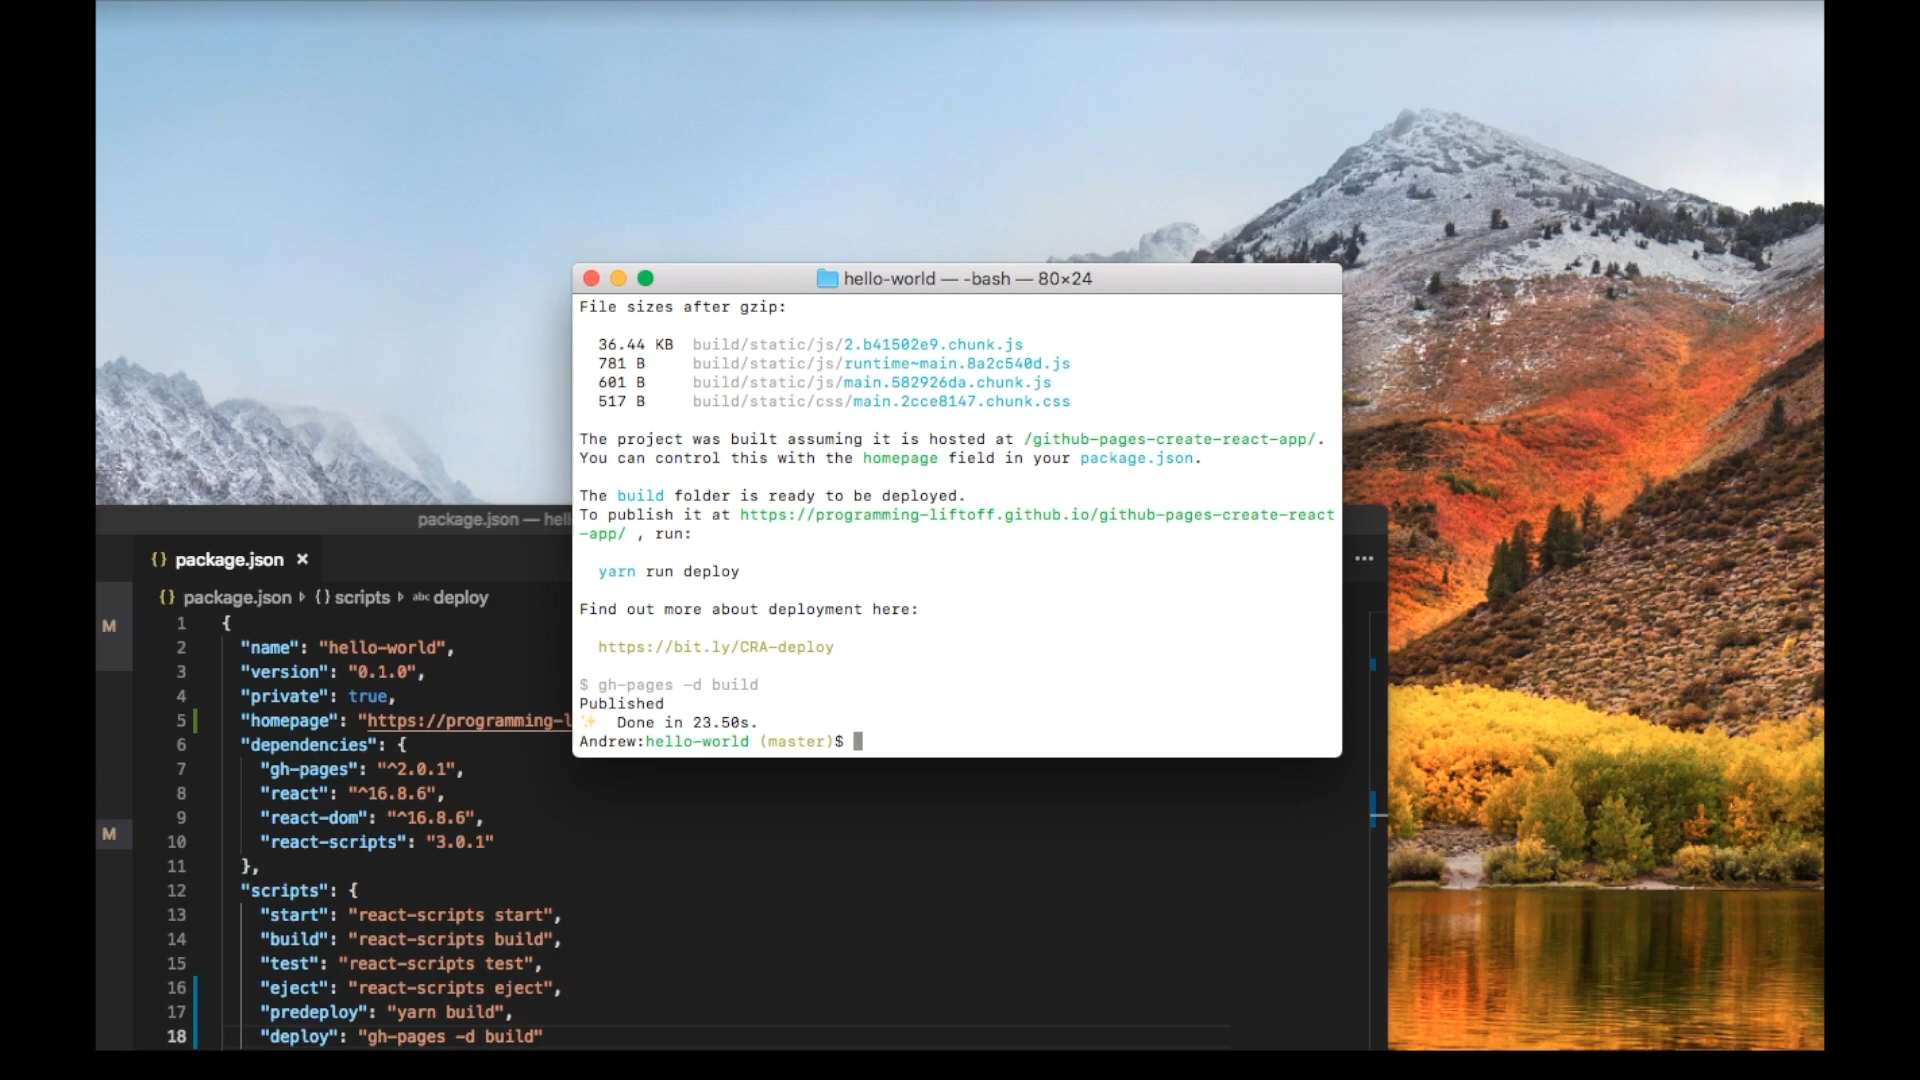 hello-world — -bash — 80×24
File sizes after gzip:
36.44 KB build/static/js/2.b41502e9.chunk.js
781 B build/static/js/runtime~main.8a2c540d.js
601 B build/static/js/main.582926da.chunk.js
517 B build/static/css/main.2cce8147.chunk.css
The project was built assuming it is hosted at /github-pages-create-react-app/.
You can control this with the homepage field in your package.json.
The build folder is ready to be deployed.
To publish it at https://programming-liftoff.github.io/github-pages-create-react
-app/ , run:
yarn run deploy
Find out more about deployment here:
https://bit.ly/CRA-deploy
$ gh-pages -d build
Published
✨ Done in 23.50s.
Andrew:hello-world (master)$
package.json — hell
{} package.json ×
{} package.json ▸ {} scripts ▸ abc deploy
M
M
1 {
2 "name": "hello-world",
3 "version": "0.1.0",
4 "private": true,
5 "homepage": "https://programming-l
6 "dependencies": {
7 "gh-pages": "^2.0.1",
8 "react": "^16.8.6",
9 "react-dom": "^16.8.6",
10 "react-scripts": "3.0.1"
11 },
12 "scripts": {
13 "start": "react-scripts start",
14 "build": "react-scripts build",
15 "test": "react-scripts test",
16 "eject": "react-scripts eject",
17 "predeploy": "yarn build",
18 "deploy": "gh-pages -d build"